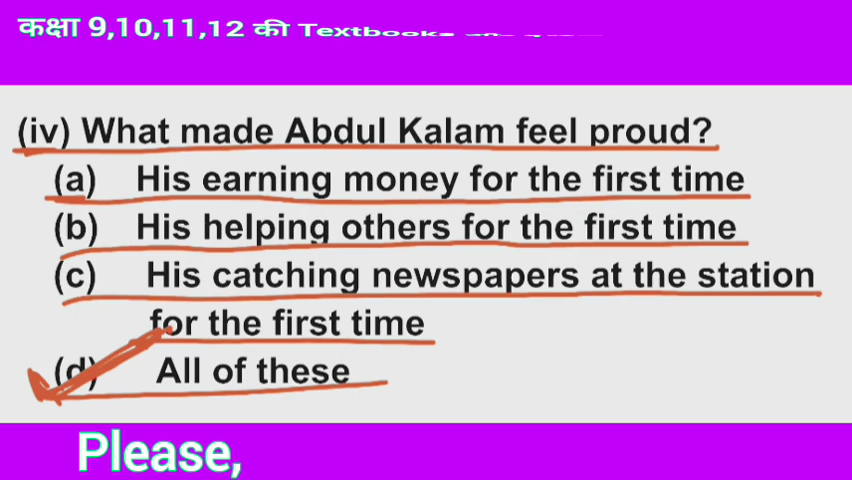 कक्षा 9,10,11,12 की Textbooks
(iv) What made Abdul Kalam feel proud?
(a) His earning money for the first time
(b) His helping others for the first time
(c) His catching newspapers at the station
for the first time
(d) All of these
Please,